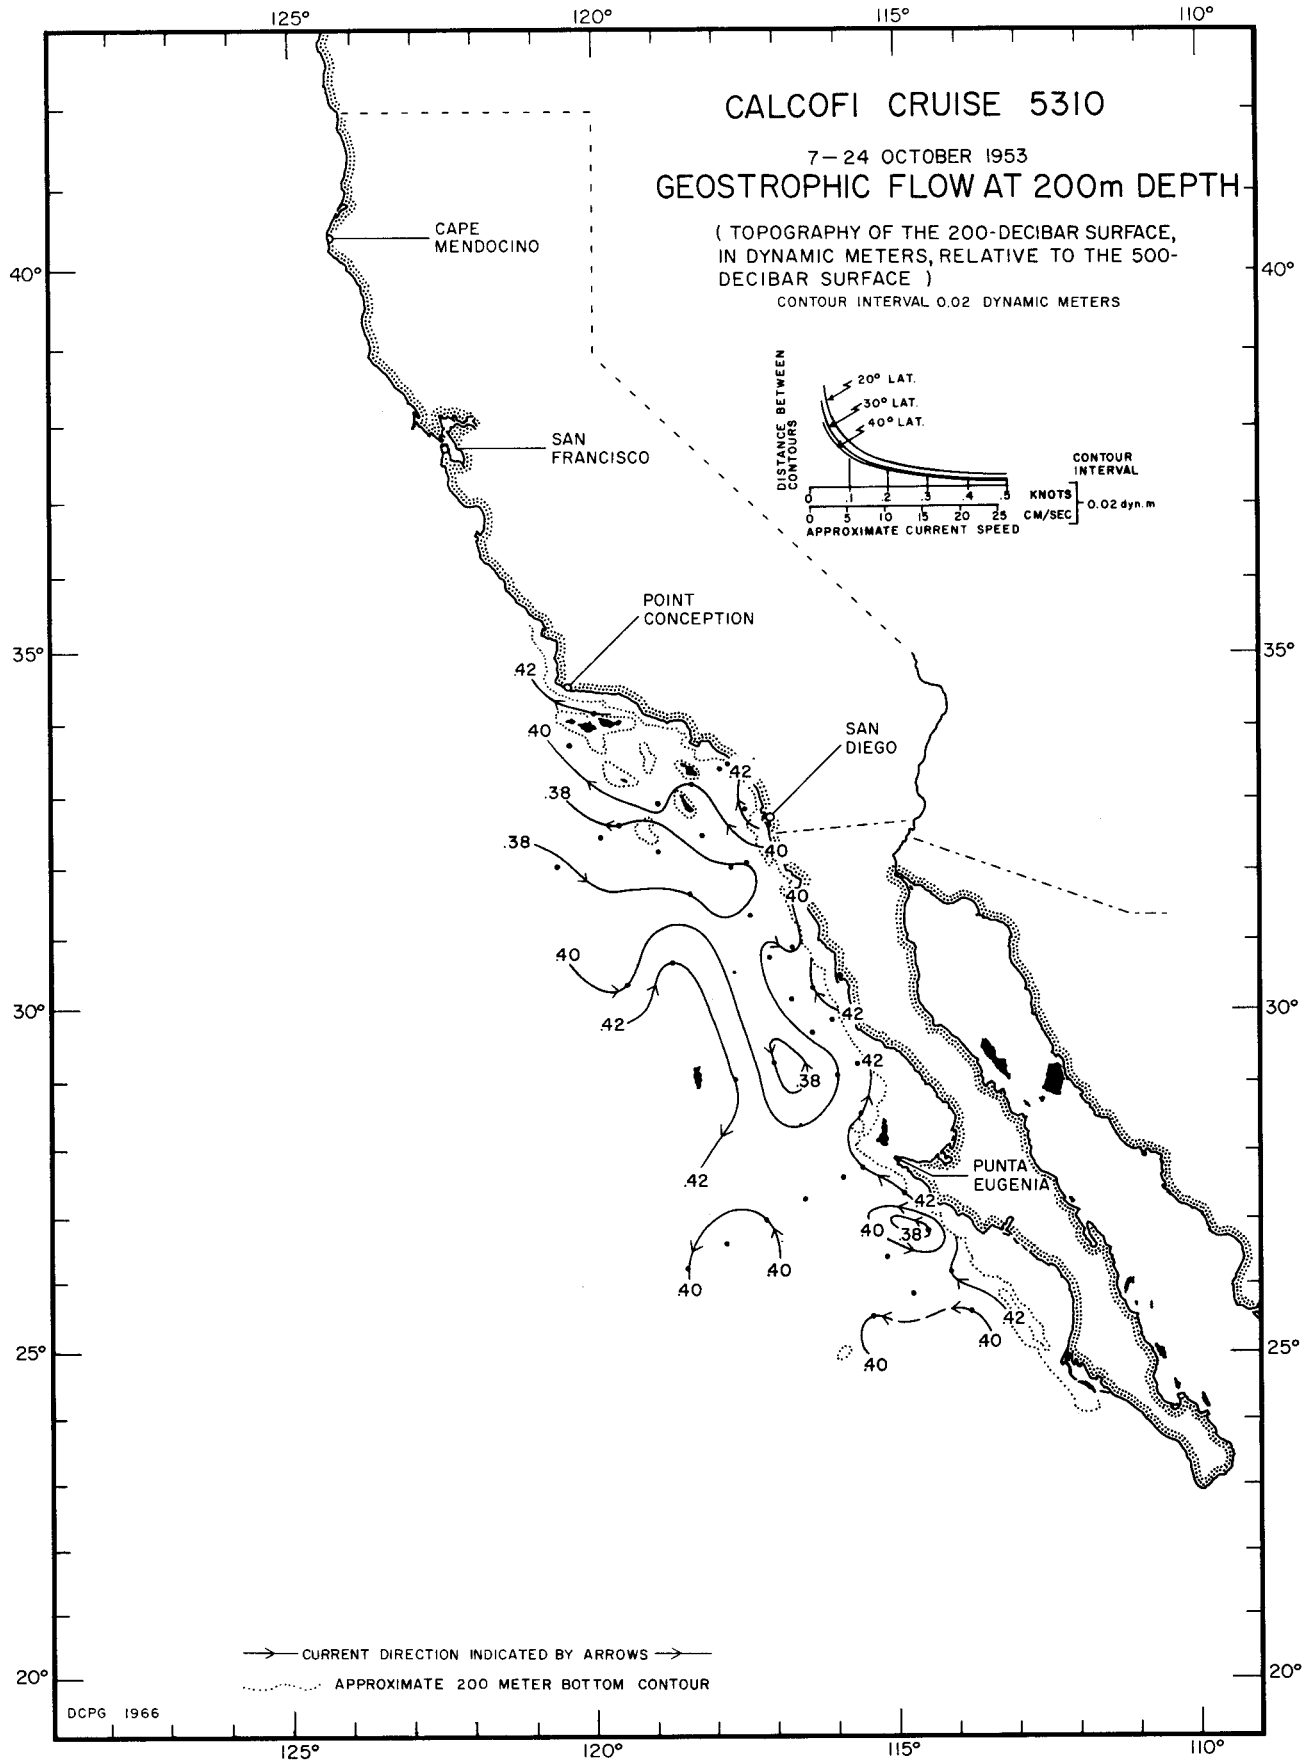 125°
120°
115°
110°
CALCOFI CRUISE 5310
7–24 OCTOBER 1953
GEOSTROPHIC FLOW AT 200m DEPTH
( TOPOGRAPHY OF THE 200-DECIBAR SURFACE,
IN DYNAMIC METERS, RELATIVE TO THE 500-
DECIBAR SURFACE )
CONTOUR INTERVAL 0.02 DYNAMIC METERS
CAPE
MENDOCINO
40°
40°
DISTANCE BETWEEN
CONTOURS
20° LAT.
30° LAT.
40° LAT.
CONTOUR
INTERVAL
0 .1 .2 .3 .4 .5 KNOTS
0 5 10 15 20 25 CM/SEC
0.02 dyn.m
APPROXIMATE CURRENT SPEED
SAN
FRANCISCO
POINT
CONCEPTION
35°
35°
.42
.40
SAN
DIEGO
.42
.38
.38
.40
.40
.40
.42
.42
30°
30°
.42
.38
.42
PUNTA
EUGENIA
.42
.40
.38
.40
.40
.42
.40
.40
25°
25°
CURRENT DIRECTION INDICATED BY ARROWS
APPROXIMATE 200 METER BOTTOM CONTOUR
20°
20°
DCPG 1966
125°
120°
115°
110°